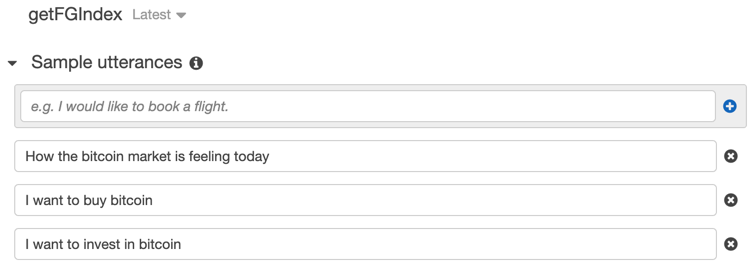 getFGIndex Latest
Sample utterances
e.g. I would like to book a flight.
How the bitcoin market is feeling today
I want to buy bitcoin
I want to invest in bitcoin